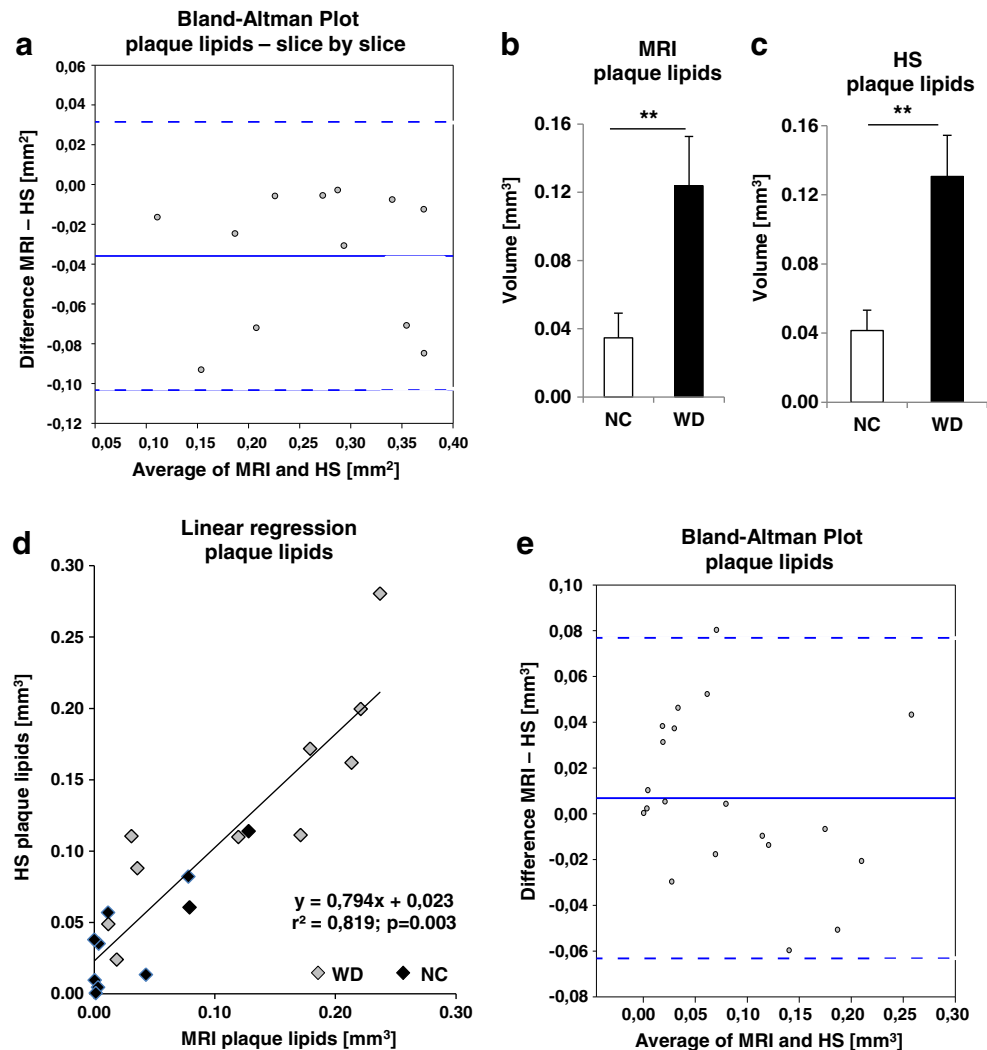 a
Bland-Altman Plot
plaque lipids – slice by slice
Difference MRI – HS [mm²]
0,06
0,04
0,02
0,00
-0,02
-0,04
-0,06
-0,08
-0,10
-0,12
0,05 0,10 0,15 0,20 0,25 0,30 0,35 0,40
Average of MRI and HS [mm²]
b
MRI
plaque lipids
**
Volume [mm³]
0.16
0.12
0.08
0.04
0.00
NC WD
c
HS
plaque lipids
**
Volume [mm³]
0.16
0.12
0.08
0.04
0.00
NC WD
d
Linear regression
plaque lipids
HS plaque lipids [mm³]
0.30
0.25
0.20
0.15
0.10
0.05
0.00
y = 0,794x + 0,023
r² = 0,819; p=0.003
WD NC
0.00 0.10 0.20 0.30
MRI plaque lipids [mm³]
e
Bland-Altman Plot
plaque lipids
Difference MRI – HS [mm³]
0,10
0,08
0,06
0,04
0,02
0,00
-0,02
-0,04
-0,06
-0,08
0,00 0,05 0,10 0,15 0,20 0,25 0,30
Average of MRI and HS [mm³]